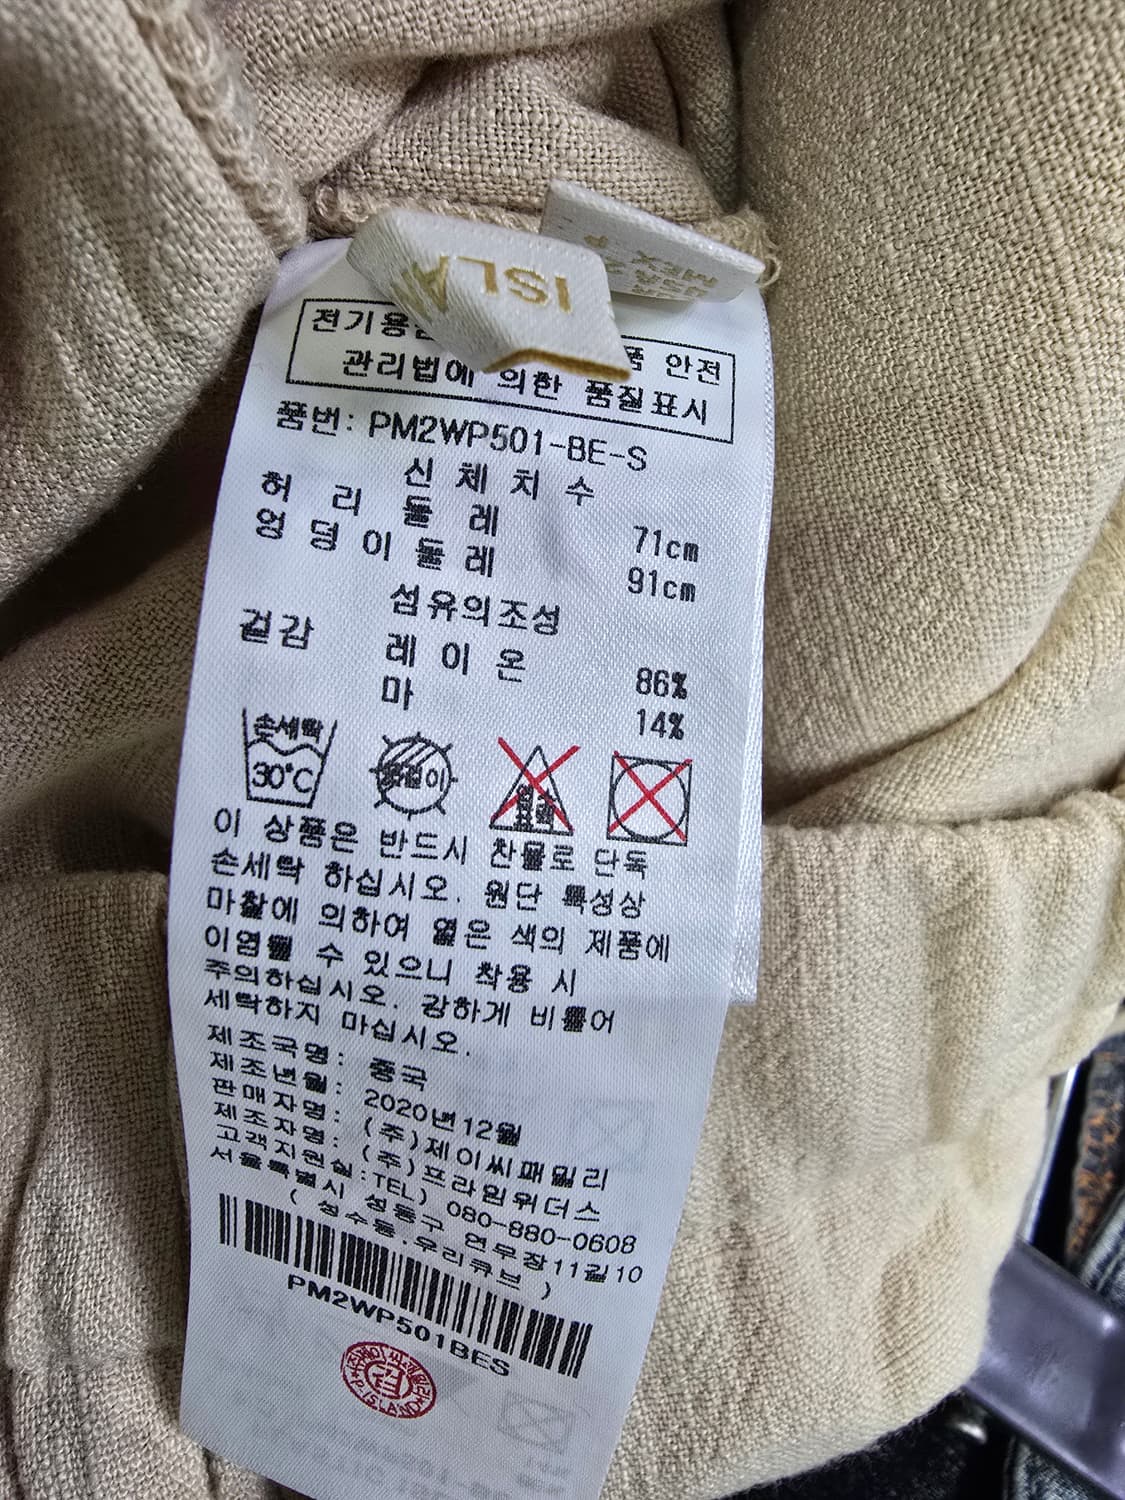 ISLA
MEX
전기용 품 안전
관리법에 의한 품질표시
품번: PM2WP501-BE-S
신 체 치 수
허 리 둘 레 71cm
엉 덩 이 둘 레 91cm
섬유의조성
겉감 레 이 온 86%
마 14%
손세탁
30℃
이 상품은 반드시 찬물로 단독
손세탁 하십시오. 원단 특성상
마찰에 의하여 옅은 색의 제품에
이염될 수 있으니 착용 시
주의하십시오. 강하게 비틀어
세탁하지 마십시오.
제조국명: 중국
제조년월: 2020년12월
판매자명: (주)제이씨패밀리
제조자명: (주)프라임위더스
고객지원실:TEL) 080-880-0608
서울특별시 성동구 연무장11길10
( 성수동.우리큐브 )
PM2WP501BES
P.ISLAND